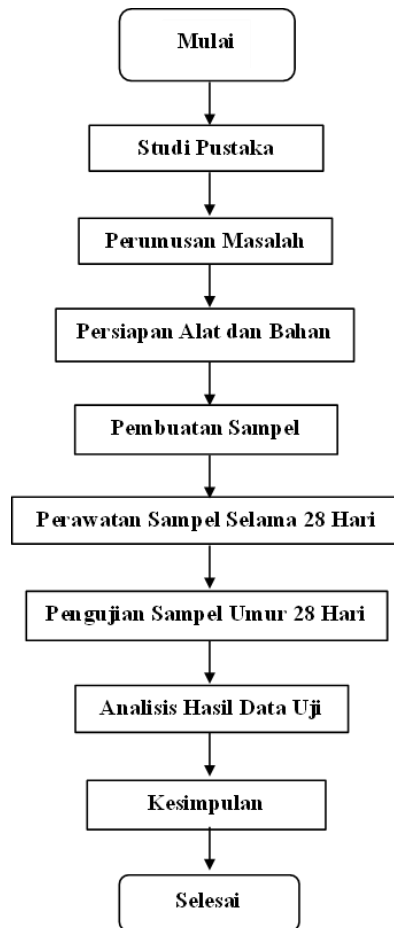 Mulai
Studi Pustaka
Perumusan Masalah
Persiapan Alat dan Bahan
Pembuatan Sampel
Perawatan Sampel Selama 28 Hari
Pengujian Sampel Umur 28 Hari
Analisis Hasil Data Uji
Kesimpulan
Selesai